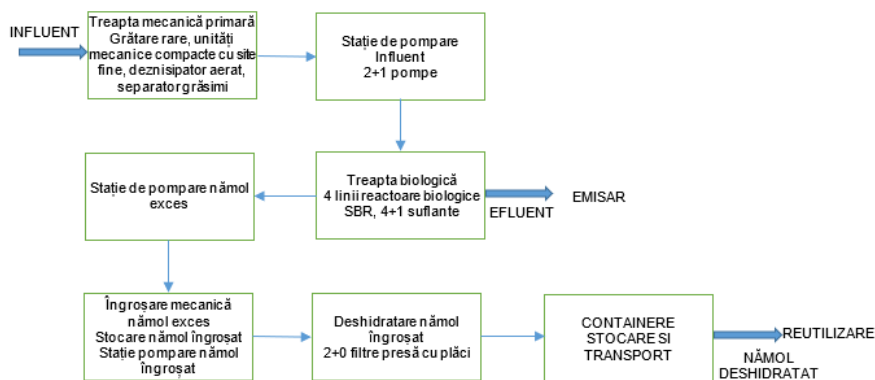 INFLUENT
Treapta mecanică primară
Grătare rare, unități
mecanice compacte cu site
fine, deznisipator aerat,
separator grăsimi
Stație de pompare
Influent
2+1 pompe
Stație de pompare nămol
exces
Treapta biologică
4 linii reactoare biologice
SBR, 4+1 suflante
EFLUENT
EMISAR
Îngroșare mecanică
nămol exces
Stocare nămol îngroșat
Stație pompare nămol
îngroșat
Deshidratare nămol
îngroșat
2+0 filtre presă cu plăci
CONTAINERE
STOCARE SI
TRANSPORT
REUTILIZARE
NĂMOL
DESHIDRATAT